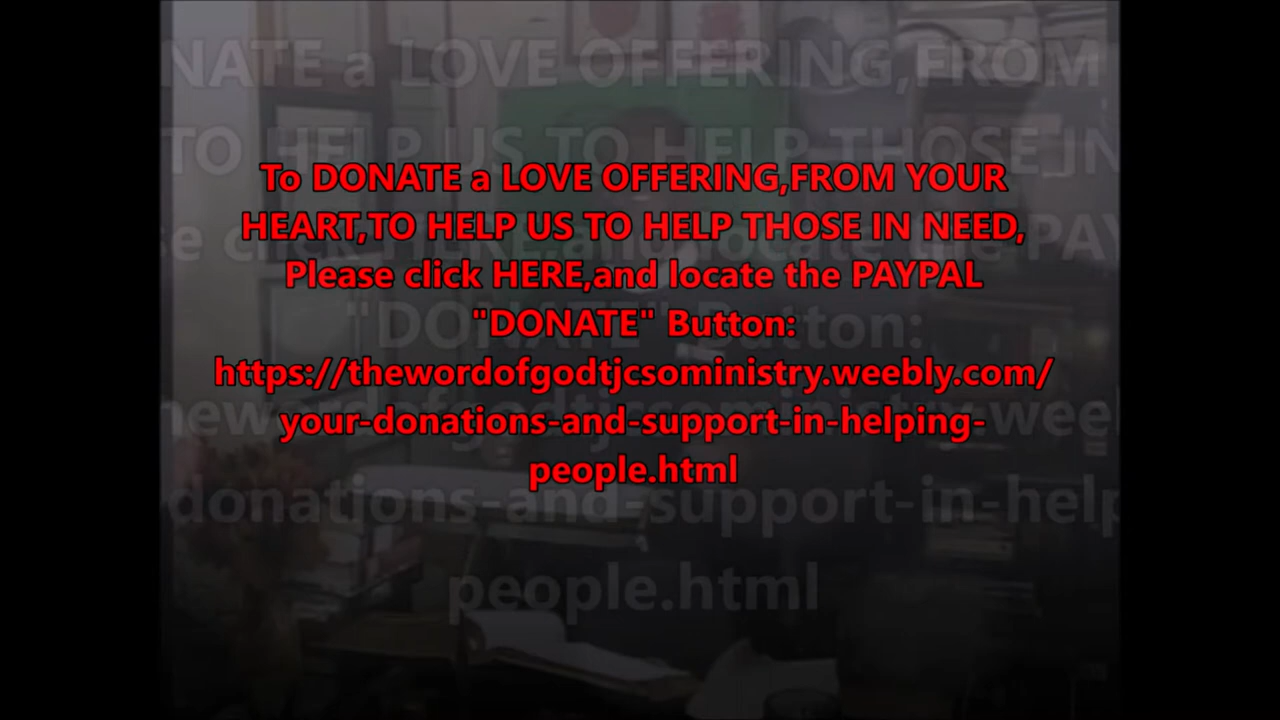 To DONATE a LOVE OFFERING,FROM YOUR
HEART,TO HELP US TO HELP THOSE IN NEED,
Please click HERE,and locate the PAYPAL
"DONATE" Button:
https://thewordofgodtjcsoministry.weebly.com/
your-donations-and-support-in-helping-
people.html